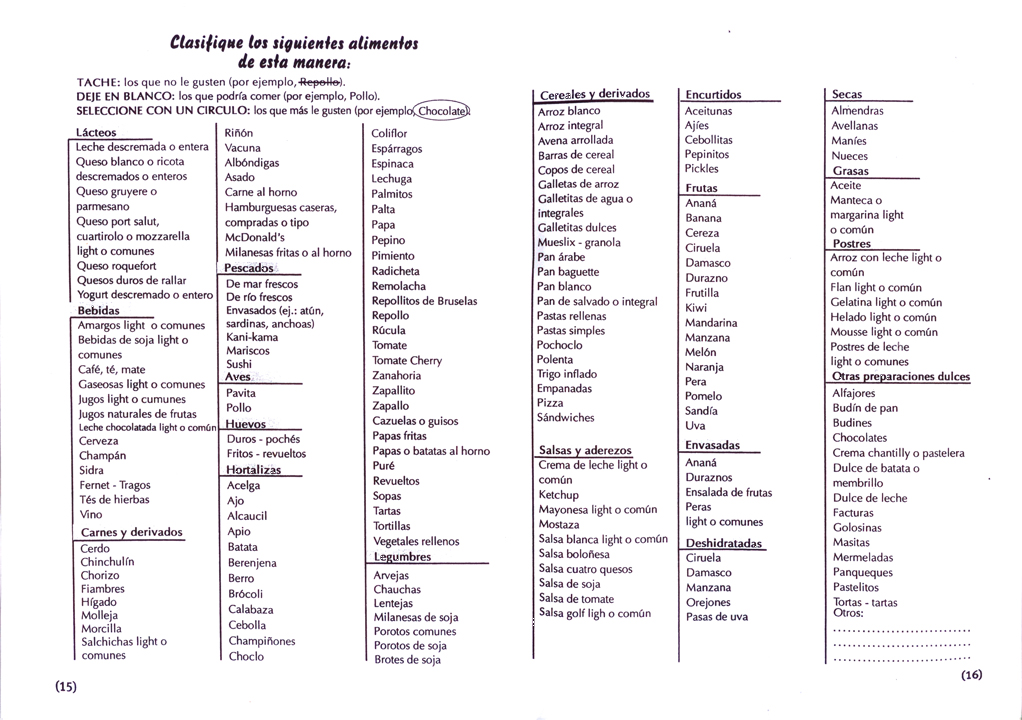 Clasifique los siguientes alimentos
de esta manera:
TACHE: los que no le gusten (por ejemplo, Repollo).
DEJE EN BLANCO: los que podría comer (por ejemplo, Pollo).
SELECCIONE CON UN CIRCULO: los que más le gusten (por ejemplo, Chocolate).
Lácteos
Leche descremada o entera
Queso blanco o ricota
descremados o enteros
Queso gruyere o
parmesano
Queso port salut,
cuartirolo o mozzarella
light o comunes
Queso roquefort
Quesos duros de rallar
Yogurt descremado o entero
Bebidas
Amargos light o comunes
Bebidas de soja light o
comunes
Café, té, mate
Gaseosas light o comunes
Jugos light o cumunes
Jugos naturales de frutas
Leche chocolatada light o común
Cerveza
Champán
Sidra
Fernet - Tragos
Tés de hierbas
Vino
Carnes y derivados
Cerdo
Chinchulín
Chorizo
Fiambres
Hígado
Molleja
Morcilla
Salchichas light o
comunes
Riñón
Vacuna
Albóndigas
Asado
Carne al horno
Hamburguesas caseras,
compradas o tipo
McDonald's
Milanesas fritas o al horno
Pescados
De mar frescos
De río frescos
Envasados (ej.: atún,
sardinas, anchoas)
Kani-kama
Mariscos
Sushi
Aves
Pavita
Pollo
Huevos
Duros - pochés
Fritos - revueltos
Hortalizas
Acelga
Ajo
Alcaucil
Apio
Batata
Berenjena
Berro
Brócoli
Calabaza
Cebolla
Champiñones
Choclo
Coliflor
Espárragos
Espinaca
Lechuga
Palmitos
Palta
Papa
Pepino
Pimiento
Radicheta
Remolacha
Repollitos de Bruselas
Repollo
Rúcula
Tomate
Tomate Cherry
Zanahoria
Zapallito
Zapallo
Cazuelas o guisos
Papas fritas
Papas o batatas al horno
Puré
Revueltos
Sopas
Tartas
Tortillas
Vegetales rellenos
Legumbres
Arvejas
Chauchas
Lentejas
Milanesas de soja
Porotos comunes
Porotos de soja
Brotes de soja
(15)
Cereales y derivados
Arroz blanco
Arroz integral
Avena arrollada
Barras de cereal
Copos de cereal
Galletas de arroz
Galletitas de agua o
integrales
Galletitas dulces
Mueslix - granola
Pan árabe
Pan baguette
Pan blanco
Pan de salvado o integral
Pastas rellenas
Pastas simples
Pochoclo
Polenta
Trigo inflado
Empanadas
Pizza
Sándwiches
Salsas y aderezos
Crema de leche light o
común
Ketchup
Mayonesa light o común
Mostaza
Salsa blanca light o común
Salsa boloñesa
Salsa cuatro quesos
Salsa de soja
Salsa de tomate
Salsa golf ligh o común
Encurtidos
Aceitunas
Ajíes
Cebollitas
Pepinitos
Pickles
Frutas
Ananá
Banana
Cereza
Ciruela
Damasco
Durazno
Frutilla
Kiwi
Mandarina
Manzana
Melón
Naranja
Pera
Pomelo
Sandía
Uva
Envasadas
Ananá
Duraznos
Ensalada de frutas
Peras
light o comunes
Deshidratadas
Ciruela
Damasco
Manzana
Orejones
Pasas de uva
Secas
Almendras
Avellanas
Maníes
Nueces
Grasas
Aceite
Manteca o
margarina light
o común
Postres
Arroz con leche light o
común
Flan light o común
Gelatina light o común
Helado light o común
Mousse light o común
Postres de leche
light o comunes
Otras preparaciones dulces
Alfajores
Budín de pan
Budines
Chocolates
Crema chantilly o pastelera
Dulce de batata o
membrillo
Dulce de leche
Facturas
Golosinas
Masitas
Mermeladas
Panqueques
Pastelitos
Tortas - tartas
Otros:
............................
............................
............................
(16)